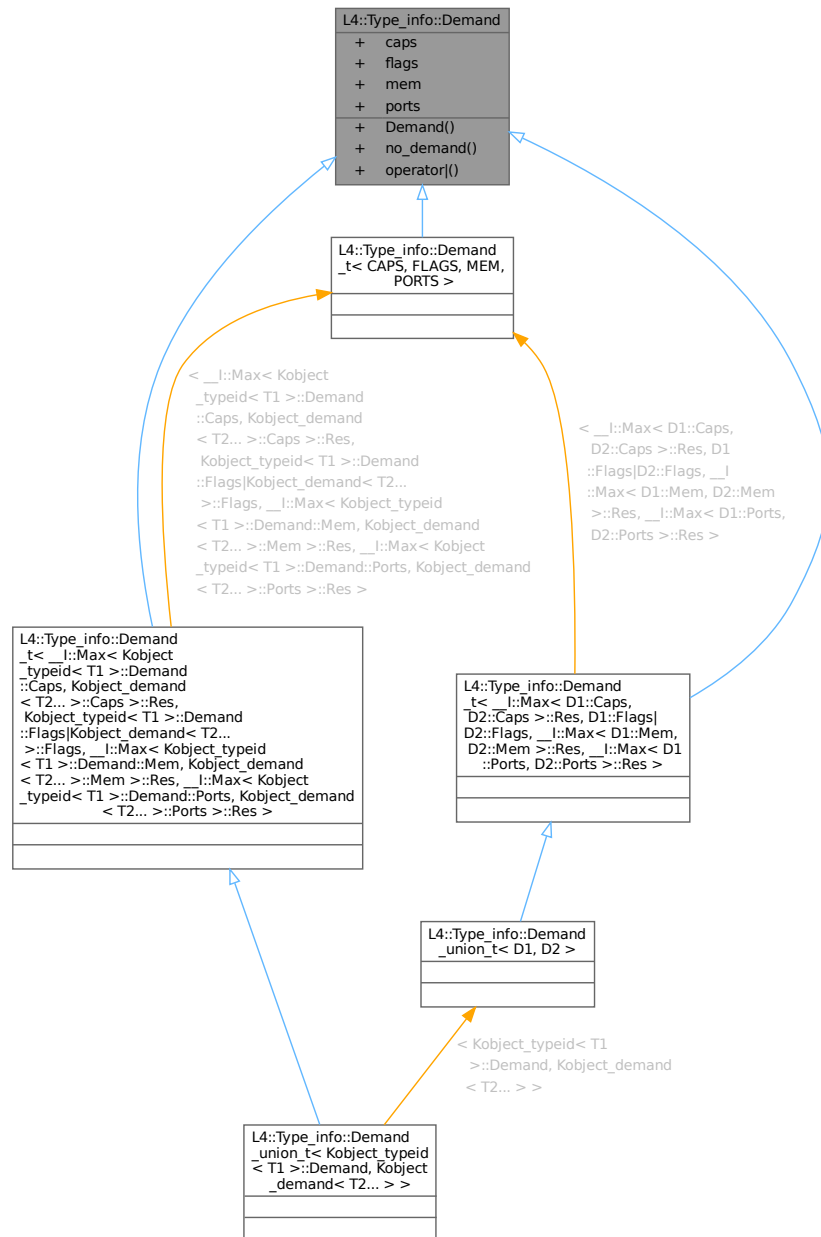 L4::Type_info::Demand
+ caps
+ flags
+ mem
+ ports
+ Demand()
+ no_demand()
+ operator|()
L4::Type_info::Demand
_t< CAPS, FLAGS, MEM,
PORTS >
< __I::Max< Kobject
_typeid< T1 >::Demand
::Caps, Kobject_demand
< T2... >::Caps >::Res,
Kobject_typeid< T1 >::Demand
::Flags|Kobject_demand< T2...
>::Flags, __I::Max< Kobject_typeid
< T1 >::Demand::Mem, Kobject_demand
< T2... >::Mem >::Res, __I::Max< Kobject
_typeid< T1 >::Demand::Ports, Kobject_demand
< T2... >::Ports >::Res >
< __I::Max< D1::Caps,
D2::Caps >::Res, D1
::Flags|D2::Flags, __I
::Max< D1::Mem, D2::Mem
>::Res, __I::Max< D1::Ports,
D2::Ports >::Res >
L4::Type_info::Demand
_t< __I::Max< Kobject
_typeid< T1 >::Demand
::Caps, Kobject_demand
< T2... >::Caps >::Res,
Kobject_typeid< T1 >::Demand
::Flags|Kobject_demand< T2...
>::Flags, __I::Max< Kobject_typeid
< T1 >::Demand::Mem, Kobject_demand
< T2... >::Mem >::Res, __I::Max< Kobject
_typeid< T1 >::Demand::Ports, Kobject_demand
< T2... >::Ports >::Res >
L4::Type_info::Demand
_t< __I::Max< D1::Caps,
D2::Caps >::Res, D1::Flags|
D2::Flags, __I::Max< D1::Mem,
D2::Mem >::Res, __I::Max< D1
::Ports, D2::Ports >::Res >
L4::Type_info::Demand
_union_t< D1, D2 >
< Kobject_typeid< T1
>::Demand, Kobject_demand
< T2... > >
L4::Type_info::Demand
_union_t< Kobject_typeid
< T1 >::Demand, Kobject
_demand< T2... > >